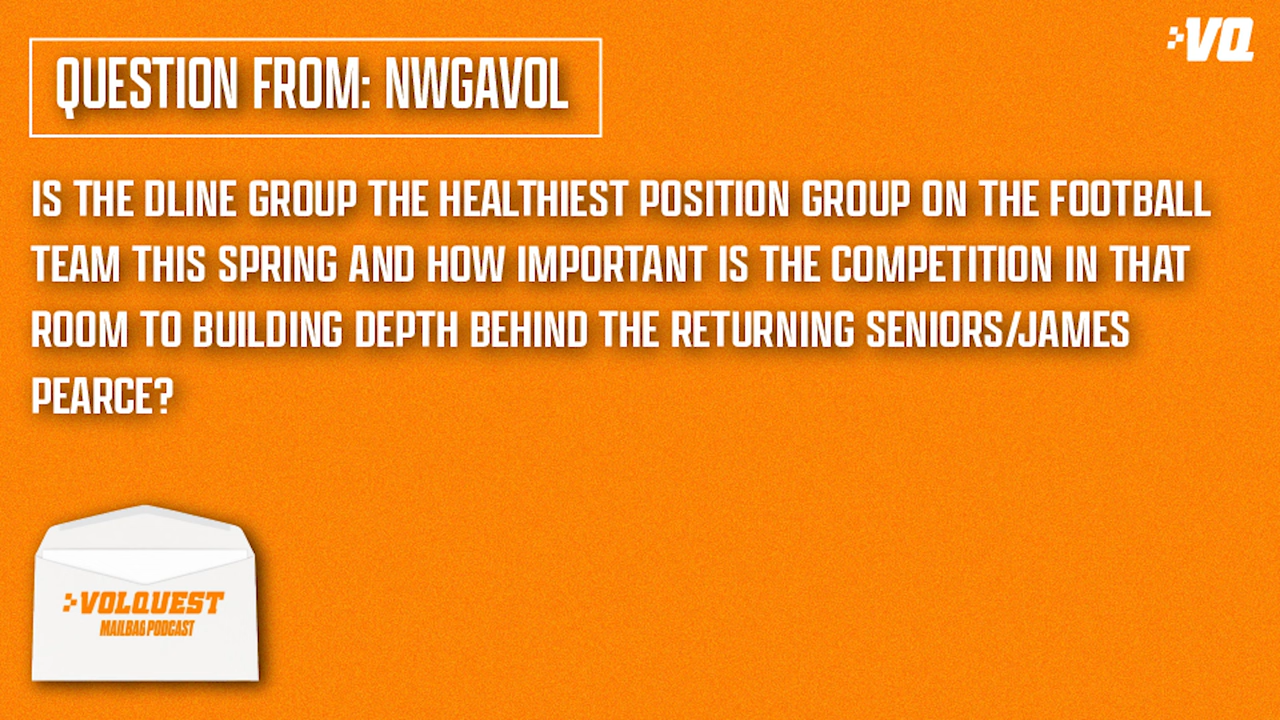 :VQ
QUESTION FROM: NWGAVOL
IS THE DLINE GROUP THE HEALTHIEST POSITION GROUP ON THE FOOTBALL
TEAM THIS SPRING AND HOW IMPORTANT IS THE COMPETITION IN THAT
ROOM TO BUILDING DEPTH BEHIND THE RETURNING SENIORS/JAMES
PEARCE?
VOLQUEST
MAILBAG PODCAST